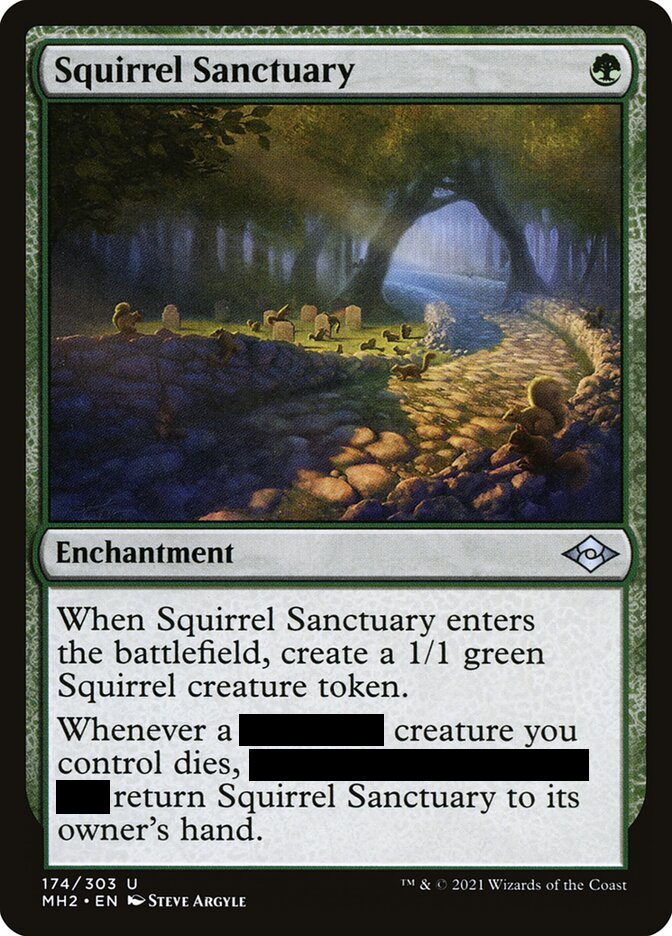 Squirrel Sanctuary
Enchantment
When Squirrel Sanctuary enters
the battlefield, create a 1/1 green
Squirrel creature token.
Whenever a creature you
control dies,
return Squirrel Sanctuary to its
owner's hand.
174/303 U
MH2 • EN Steve Argyle
™ & © 2021 Wizards of the Coast